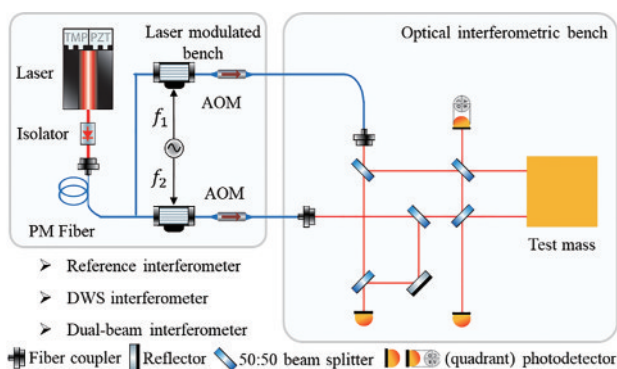 TMP PZT
Laser
Isolator
PM Fiber
Laser modulated
bench
AOM
f1
f2
AOM
Optical interferometric bench
Test mass
➢ Reference interferometer
➢ DWS interferometer
➢ Dual-beam interferometer
Fiber coupler Reflector 50:50 beam splitter (quadrant) photodetector